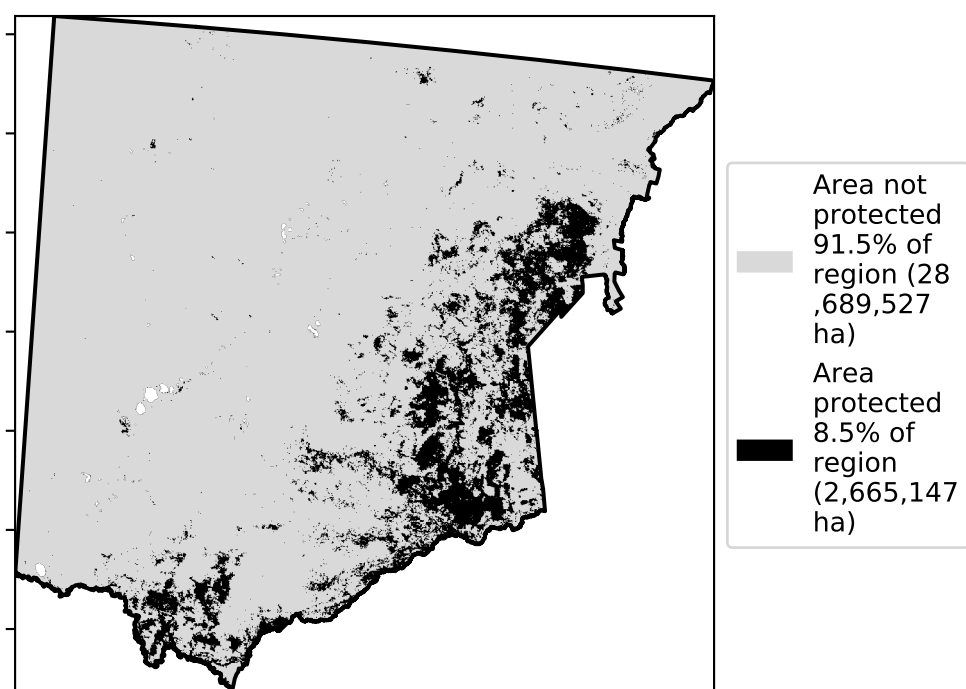 Area not
protected
91.5% of
region (28
,689,527
ha)
Area
protected
8.5% of
region
(2,665,147
ha)